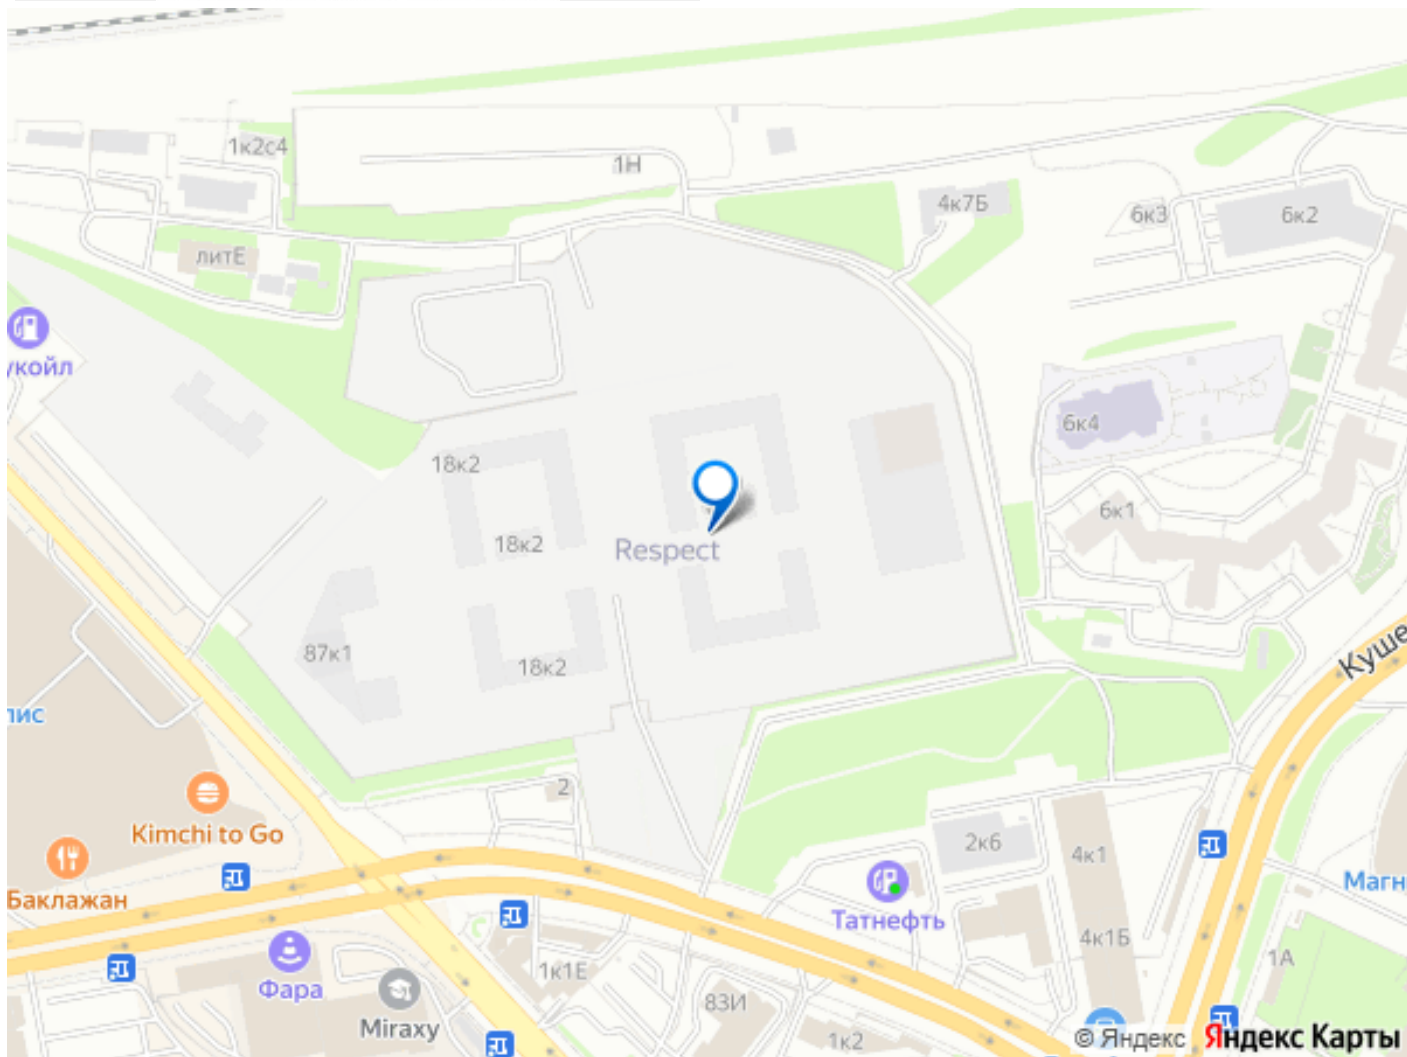 1к2с4
1Н
4к7Б
6к3
6к2
литЕ
укойл
6к4
18к2
6к1
18к2
Respect
87к1
18к2
Куше
лис
2
Kimchi to Go
2к6
4к1
Баклажан
Магн
Татнефть
4к1Б
1к1Е
1А
Фара
83И
Miraxy
1к2
© Яндекс Яндекс Карты